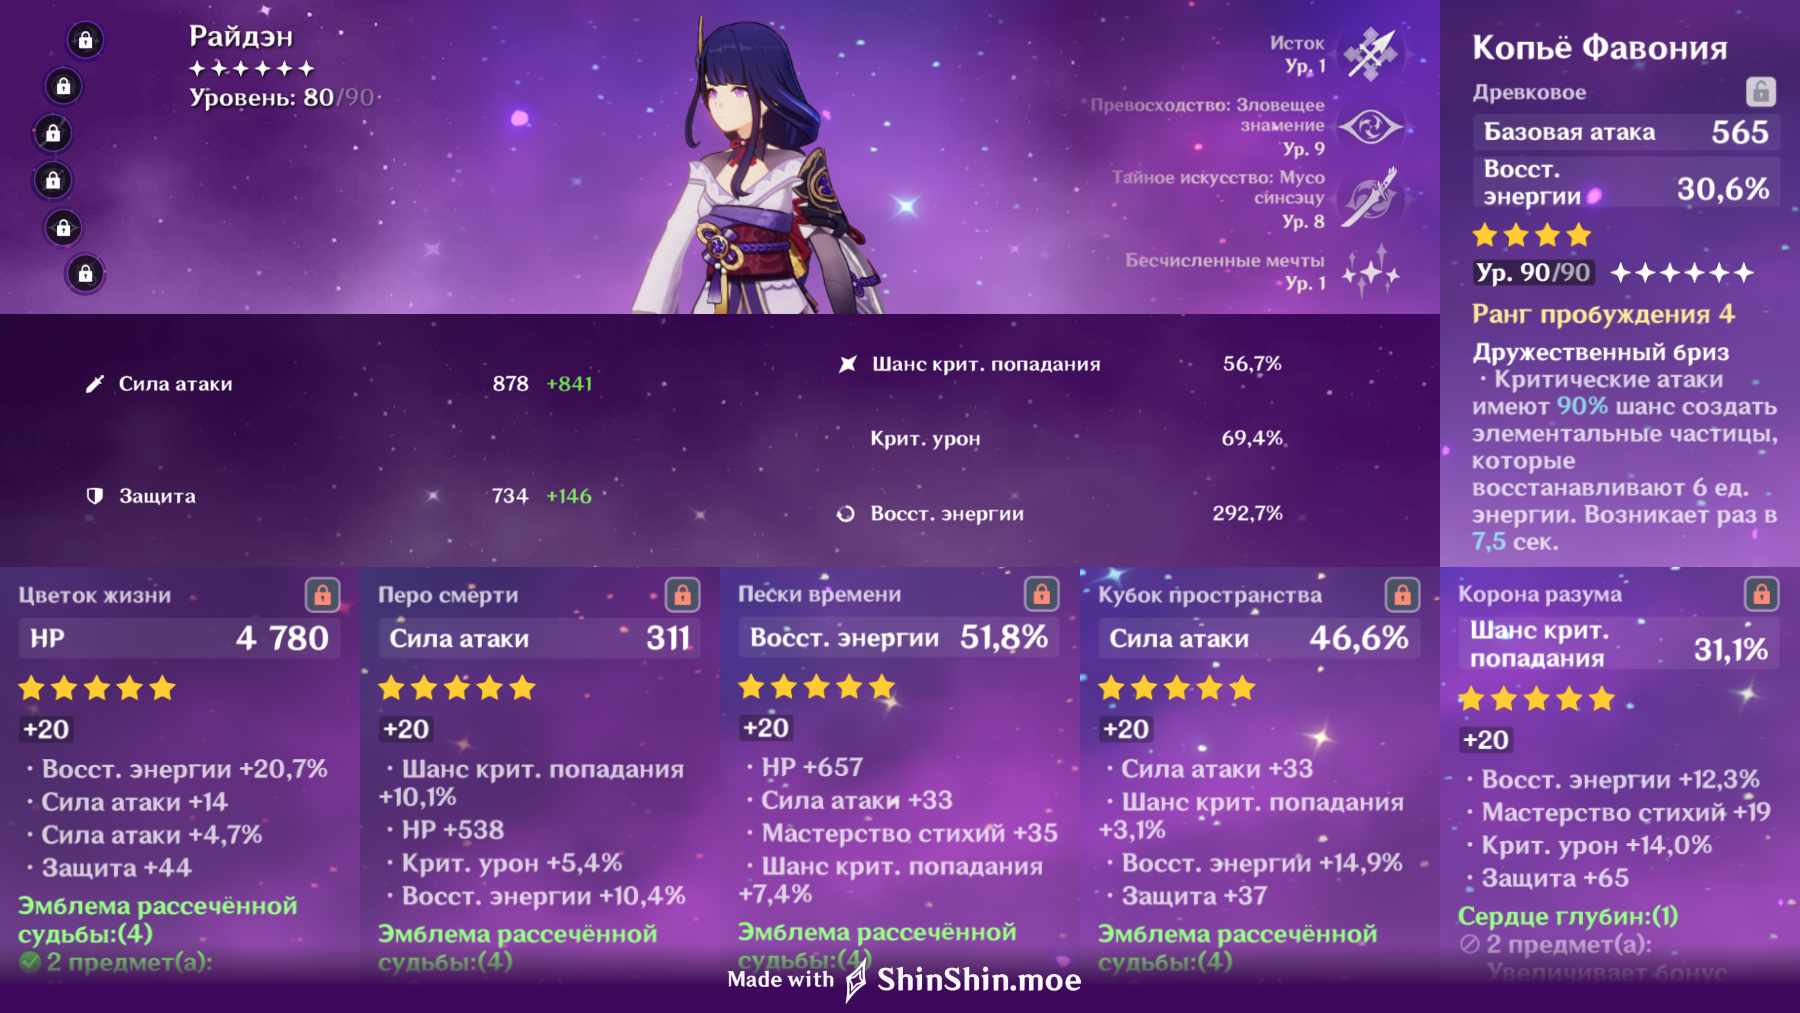 Райдэн
Уровень: 80/90
Исток
Ур. 1
Превосходство: Зловещее
знамение
Ур. 9
Тайное искусство: Мусо
синсэцу
Ур. 8
Бесчисленные мечты
Ур. 1
Копьё Фавония
Древковое
Базовая атака 565
Восст.
энергии 30,6%
Ур. 90/90
Ранг пробуждения 4
Дружественный бриз
· Критические атаки
имеют 90% шанс создать
элементальные частицы,
которые
восстанавливают 6 ед.
энергии. Возникает раз в
7,5 сек.
Сила атаки 878 +841
Защита 734 +146
Шанс крит. попадания 56,7%
Крит. урон 69,4%
Восст. энергии 292,7%
Цветок жизни
HP 4 780
+20
· Восст. энергии +20,7%
· Сила атаки +14
· Сила атаки +4,7%
· Защита +44
Эмблема рассечённой
судьбы:(4)
2 предмет(а):
Перо смерти
Сила атаки 311
+20
· Шанс крит. попадания
+10,1%
· HP +538
· Крит. урон +5,4%
· Восст. энергии +10,4%
Эмблема рассечённой
судьбы:(4)
Пески времени
Восст. энергии 51,8%
+20
· HP +657
· Сила атаки +33
· Мастерство стихий +35
· Шанс крит. попадания
+7,4%
Эмблема рассечённой
судьбы:(4)
Кубок пространства
Сила атаки 46,6%
+20
· Сила атаки +33
· Шанс крит. попадания
+3,1%
· Восст. энергии +14,9%
· Защита +37
Эмблема рассечённой
судьбы:(4)
Корона разума
Шанс крит.
попадания 31,1%
+20
· Восст. энергии +12,3%
· Мастерство стихий +19
· Крит. урон +14,0%
· Защита +65
Сердце глубин:(1)
2 предмет(а):
Увеличивает бонус
Made with ShinShin.moe